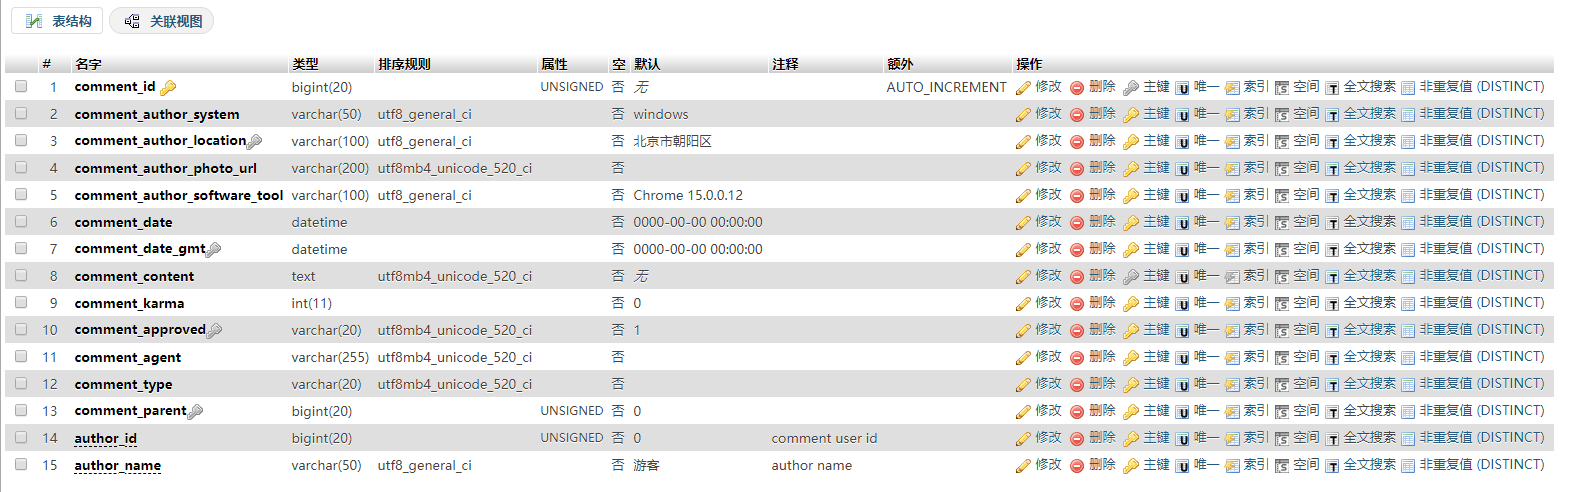 表结构 关联视图
# 名字 类型 排序规则 属性 空 默认 注释 额外 操作
1 comment_id bigint(20) UNSIGNED 否 无 AUTO_INCREMENT 修改 删除 主键 唯一 索引 空间 全文搜索 非重复值 (DISTINCT)
2 comment_author_system varchar(50) utf8_general_ci 否 windows 修改 删除 主键 唯一 索引 空间 全文搜索 非重复值 (DISTINCT)
3 comment_author_location varchar(100) utf8_general_ci 否 北京市朝阳区 修改 删除 主键 唯一 索引 空间 全文搜索 非重复值 (DISTINCT)
4 comment_author_photo_url varchar(200) utf8mb4_unicode_520_ci 否 修改 删除 主键 唯一 索引 空间 全文搜索 非重复值 (DISTINCT)
5 comment_author_software_tool varchar(100) utf8_general_ci 否 Chrome 15.0.0.12 修改 删除 主键 唯一 索引 空间 全文搜索 非重复值 (DISTINCT)
6 comment_date datetime 否 0000-00-00 00:00:00 修改 删除 主键 唯一 索引 空间 全文搜索 非重复值 (DISTINCT)
7 comment_date_gmt datetime 否 0000-00-00 00:00:00 修改 删除 主键 唯一 索引 空间 全文搜索 非重复值 (DISTINCT)
8 comment_content text utf8mb4_unicode_520_ci 否 无 修改 删除 主键 唯一 索引 空间 全文搜索 非重复值 (DISTINCT)
9 comment_karma int(11) 否 0 修改 删除 主键 唯一 索引 空间 全文搜索 非重复值 (DISTINCT)
10 comment_approved varchar(20) utf8mb4_unicode_520_ci 否 1 修改 删除 主键 唯一 索引 空间 全文搜索 非重复值 (DISTINCT)
11 comment_agent varchar(255) utf8mb4_unicode_520_ci 否 修改 删除 主键 唯一 索引 空间 全文搜索 非重复值 (DISTINCT)
12 comment_type varchar(20) utf8mb4_unicode_520_ci 否 修改 删除 主键 唯一 索引 空间 全文搜索 非重复值 (DISTINCT)
13 comment_parent bigint(20) UNSIGNED 否 0 修改 删除 主键 唯一 索引 空间 全文搜索 非重复值 (DISTINCT)
14 author_id bigint(20) UNSIGNED 否 0 comment user id 修改 删除 主键 唯一 索引 空间 全文搜索 非重复值 (DISTINCT)
15 author_name varchar(50) utf8_general_ci 否 游客 author name 修改 删除 主键 唯一 索引 空间 全文搜索 非重复值 (DISTINCT)